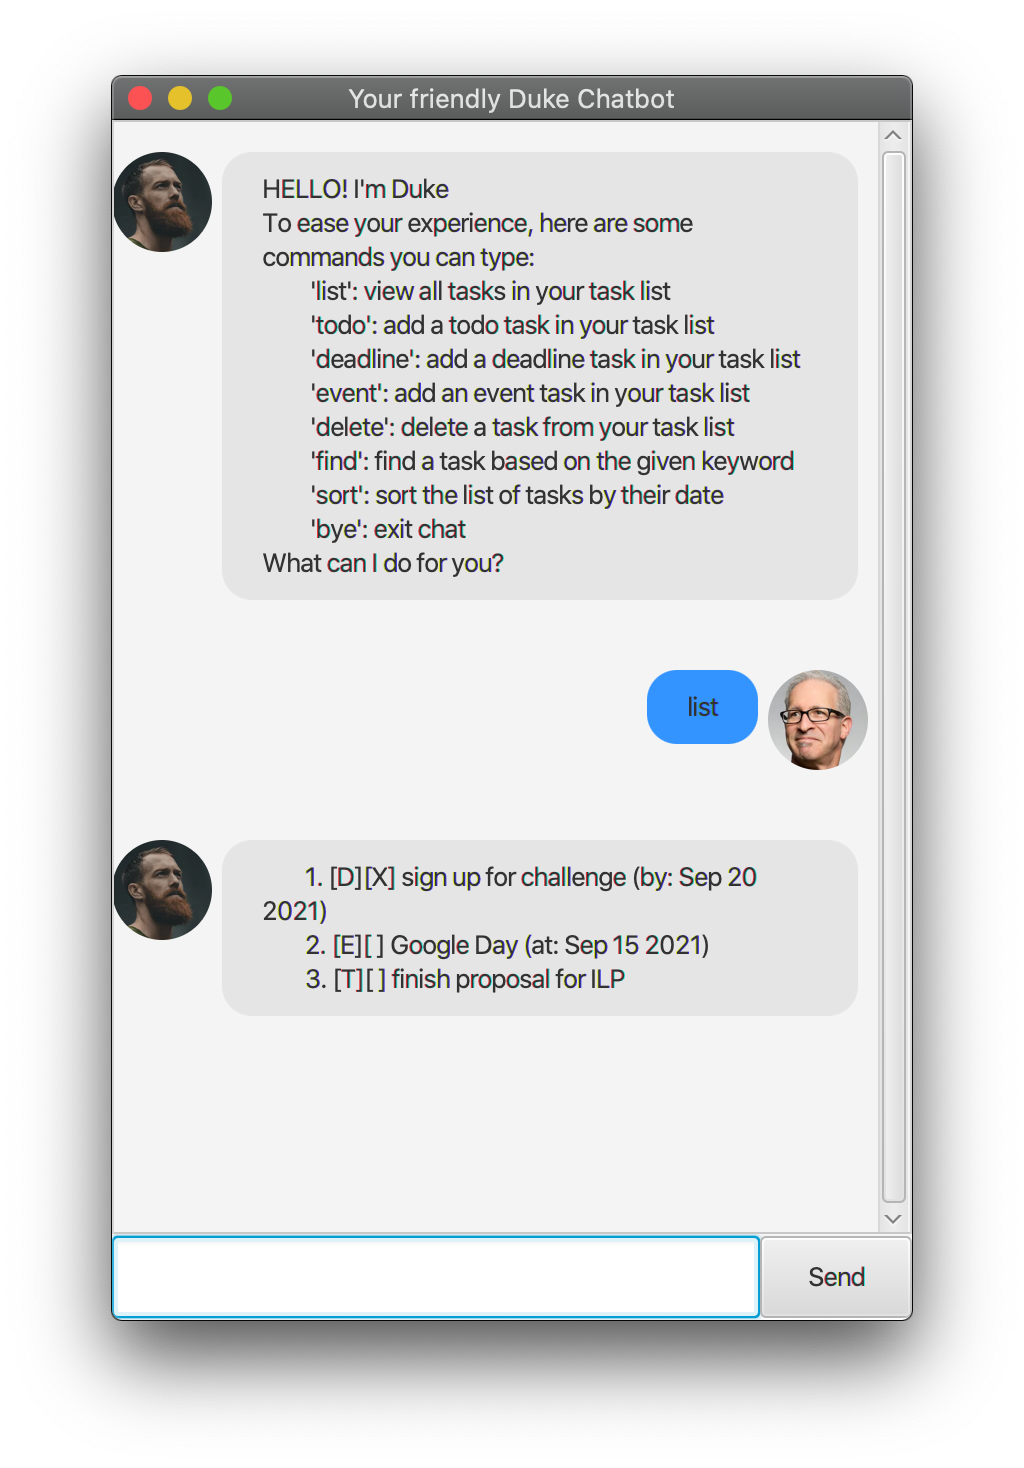 Your friendly Duke Chatbot
HELLO! I'm Duke
To ease your experience, here are some
commands you can type:
'list': view all tasks in your task list
'todo': add a todo task in your task list
'deadline': add a deadline task in your task list
'event': add an event task in your task list
'delete': delete a task from your task list
'find': find a task based on the given keyword
'sort': sort the list of tasks by their date
'bye': exit chat
What can I do for you?
list
1. [D][X] sign up for challenge (by: Sep 20
2021)
2. [E][ ] Google Day (at: Sep 15 2021)
3. [T][ ] finish proposal for ILP
Send